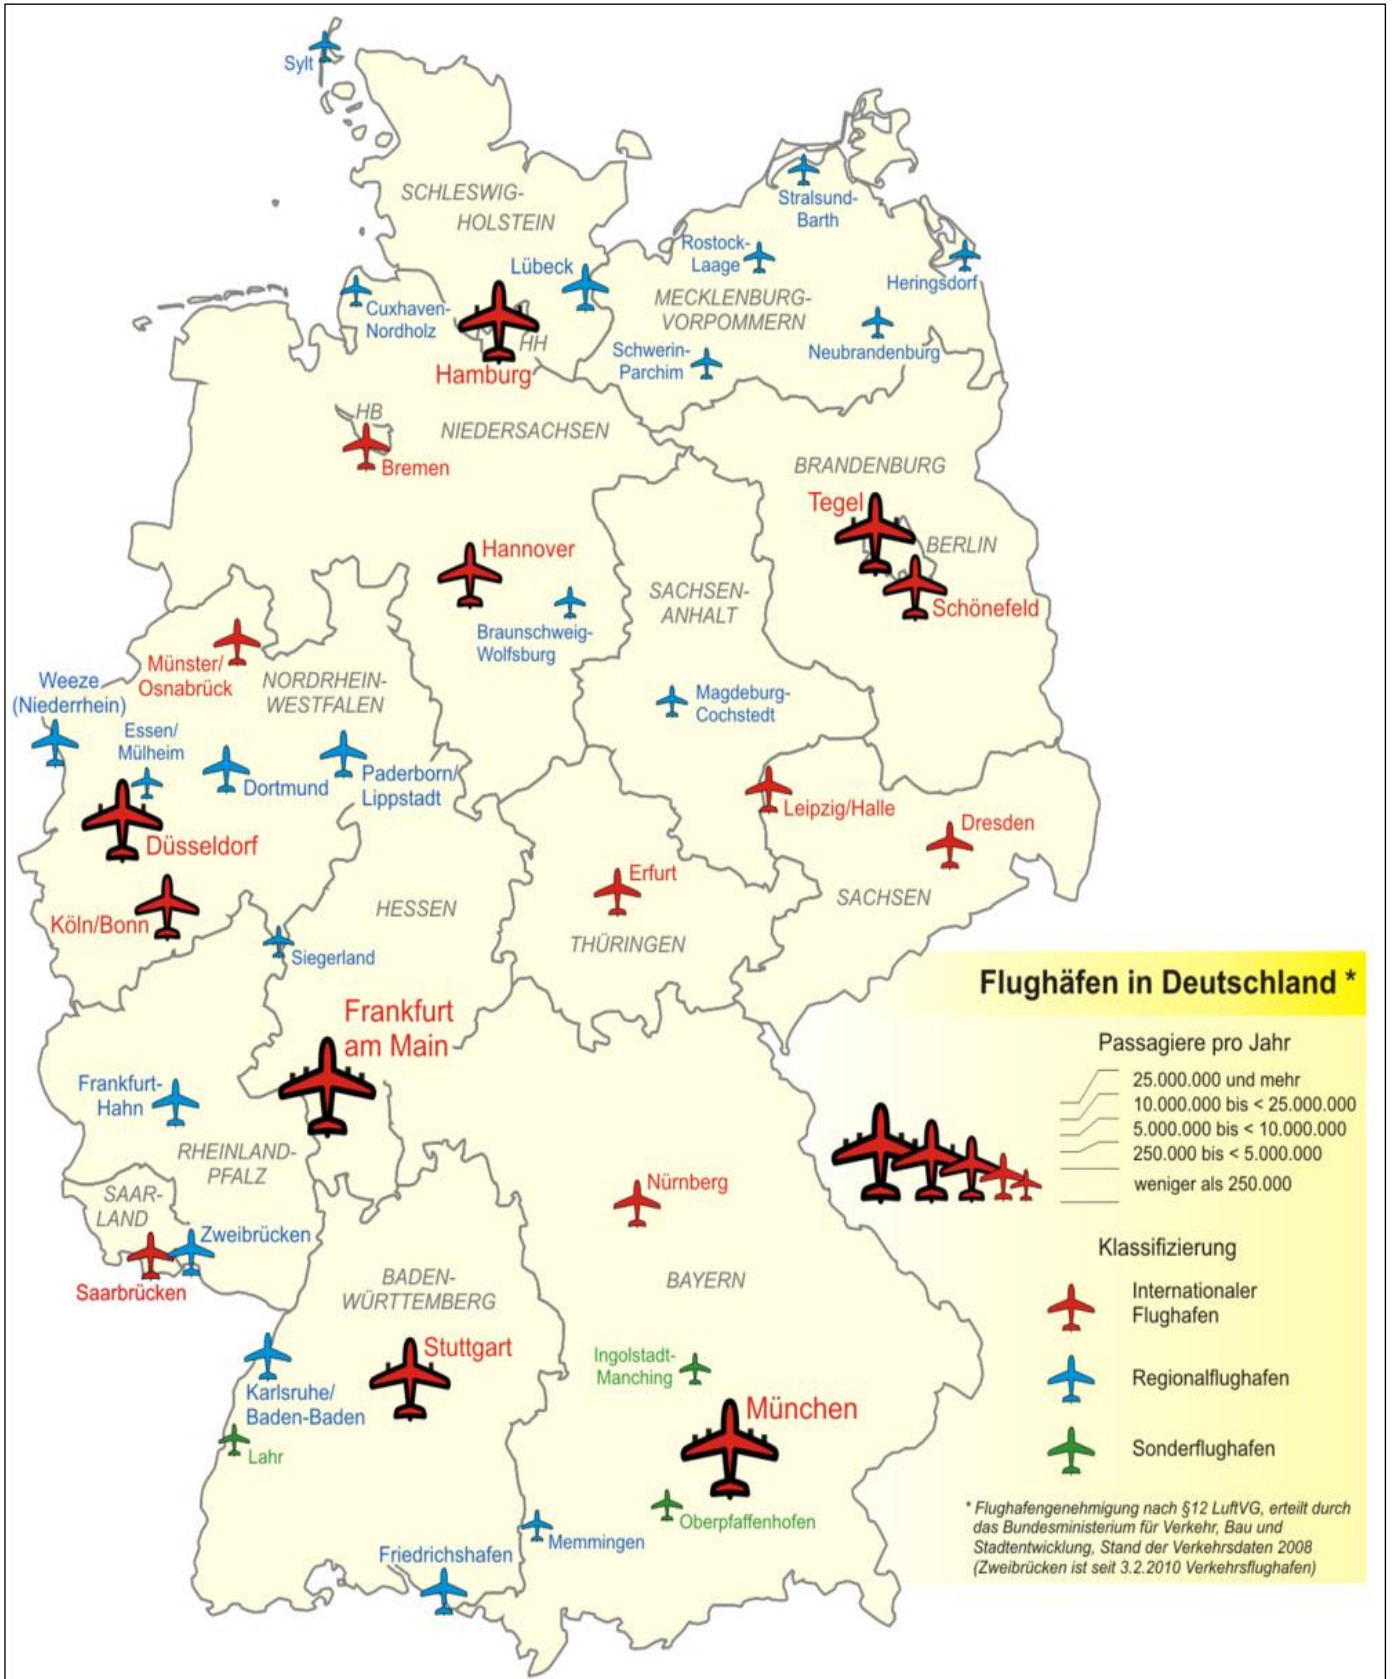 Sylt
SCHLESWIG-
HOLSTEIN
Stralsund-
Barth
Rostock-
Laage
Lübeck
Heringsdorf
MECKLENBURG-
VORPOMMERN
Cuxhaven-
Nordholz
HH
Hamburg
Schwerin-
Parchim
Neubrandenburg
HB
NIEDERSACHSEN
Bremen
BRANDENBURG
Tegel
BERLIN
Hannover
SACHSEN-
ANHALT
Schönefeld
Braunschweig-
Wolfsburg
Münster/
Osnabrück
NORDRHEIN-
WESTFALEN
Weeze
(Niederrhein)
Magdeburg-
Cochstedt
Essen/
Mülheim
Dortmund
Paderborn/
Lippstadt
Leipzig/Halle
Dresden
Düsseldorf
Erfurt
SACHSEN
HESSEN
Köln/Bonn
THÜRINGEN
Siegerland
Frankfurt
am Main
Frankfurt-
Hahn
RHEINLAND-
PFALZ
SAAR-
LAND
Nürnberg
Zweibrücken
Saarbrücken
BADEN-
WÜRTTEMBERG
BAYERN
Stuttgart
Ingolstadt-
Manching
Karlsruhe/
Baden-Baden
München
Lahr
Oberpfaffenhofen
Memmingen
Friedrichshafen
Flughäfen in Deutschland *
Passagiere pro Jahr
25.000.000 und mehr
10.000.000 bis < 25.000.000
5.000.000 bis < 10.000.000
250.000 bis < 5.000.000
weniger als 250.000
Klassifizierung
Internationaler
Flughafen
Regionalflughafen
Sonderflughafen
* Flughafengenehmigung nach §12 LuftVG, erteilt durch
das Bundesministerium für Verkehr, Bau und
Stadtentwicklung, Stand der Verkehrsdaten 2008
(Zweibrücken ist seit 3.2.2010 Verkehrsflughafen)